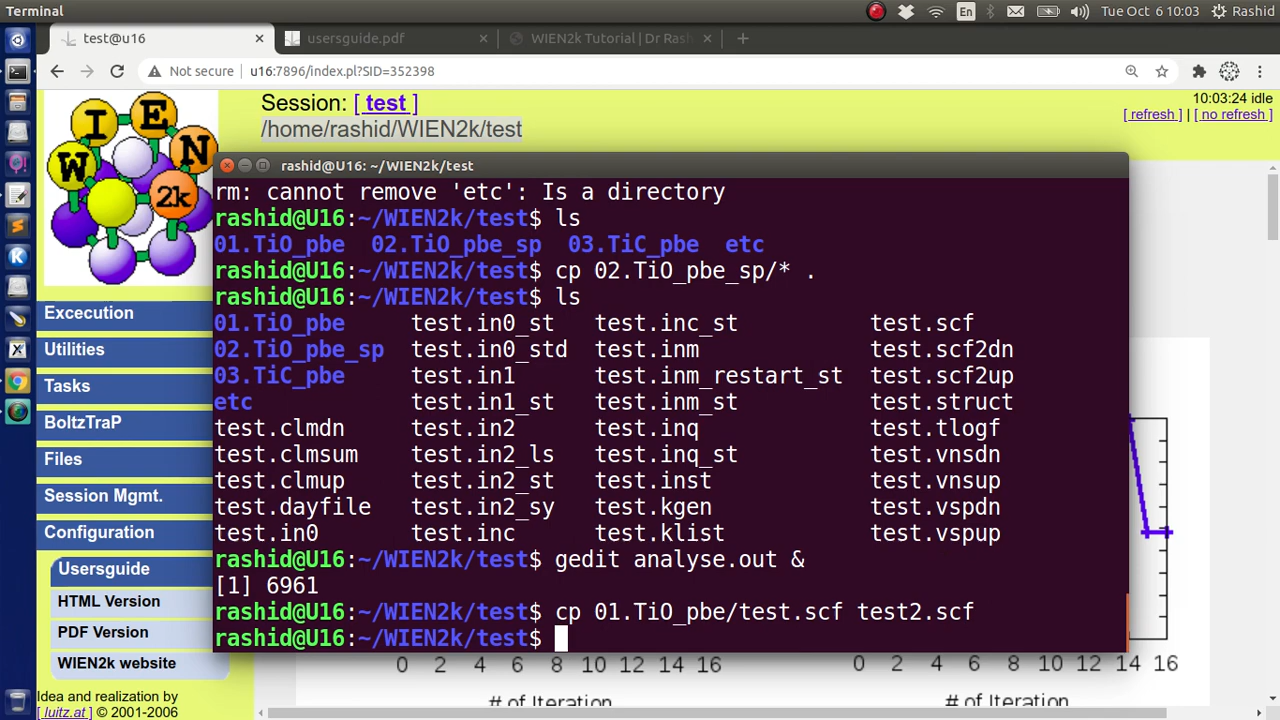 Terminal
En
Tue Oct 6 10:03
Rashid
test@u16
usersguide.pdf
WIEN2k Tutorial | Dr Rash
Not secure
u16:7896/index.pl?SID=352398
W I E N 2k
Session: [ test ]
/home/rashid/WIEN2k/test
10:03:24 idle
[ refresh ] | [ no refresh ]
Excecution
Utilities
Tasks
BoltzTraP
Files
Session Mgmt.
Configuration
Usersguide
HTML Version
PDF Version
WIEN2k website
Idea and realization by
[ luitz.at ] © 2001-2006
rashid@U16: ~/WIEN2k/test
rm: cannot remove 'etc': Is a directory
rashid@U16:~/WIEN2k/test$ ls
01.TiO_pbe 02.TiO_pbe_sp 03.TiC_pbe etc
rashid@U16:~/WIEN2k/test$ cp 02.TiO_pbe_sp/* .
rashid@U16:~/WIEN2k/test$ ls
01.TiO_pbe test.in0_st test.inc_st test.scf
02.TiO_pbe_sp test.in0_std test.inm test.scf2dn
03.TiC_pbe test.in1 test.inm_restart_st test.scf2up
etc test.in1_st test.inm_st test.struct
test.clmdn test.in2 test.inq test.tlogf
test.clmsum test.in2_ls test.inq_st test.vnsdn
test.clmup test.in2_st test.inst test.vnsup
test.dayfile test.in2_sy test.kgen test.vspdn
test.in0 test.inc test.klist test.vspup
rashid@U16:~/WIEN2k/test$ gedit analyse.out &
[1] 6961
rashid@U16:~/WIEN2k/test$ cp 01.TiO_pbe/test.scf test2.scf
rashid@U16:~/WIEN2k/test$
0 2 4 6 8 10 12 14 16
0 2 4 6 8 10 12 14 16
# of Iteration
# of Iteration